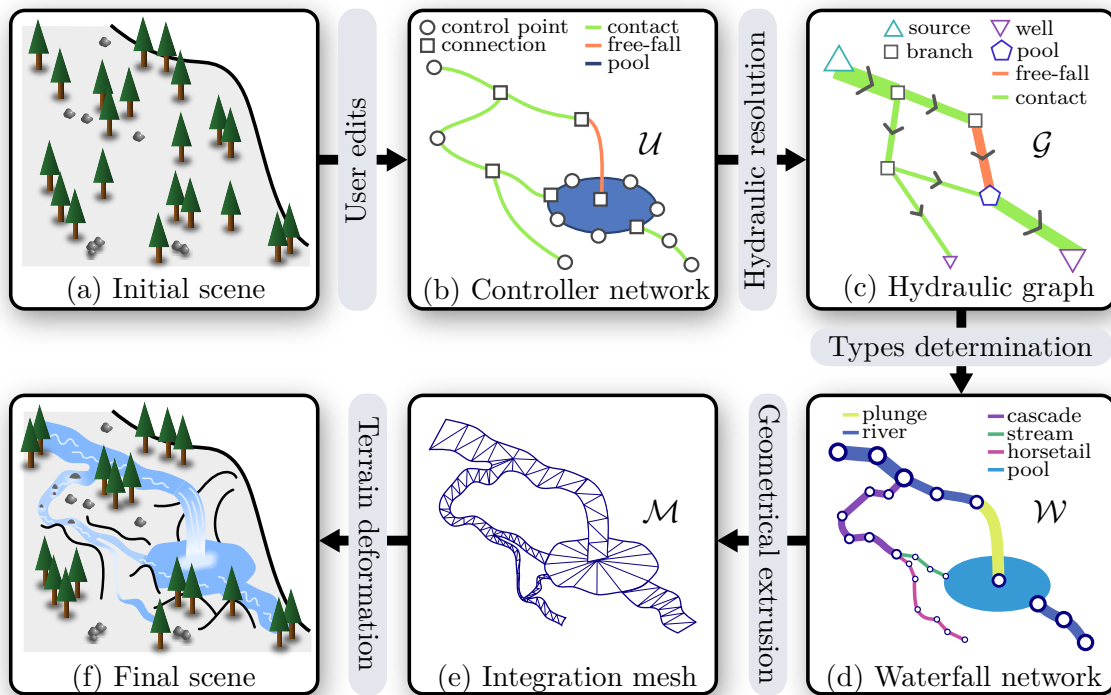 control point
connection
contact
free-fall
pool
source
branch
well
pool
free-fall
contact
User edits
Hydraulic resolution
𝒰
𝒢
(a) Initial scene
(b) Controller network
(c) Hydraulic graph
Types determination
plunge
river
cascade
stream
horsetail
pool
Terrain deformation
Geometrical extrusion
ℳ
𝒲
(f) Final scene
(e) Integration mesh
(d) Waterfall network